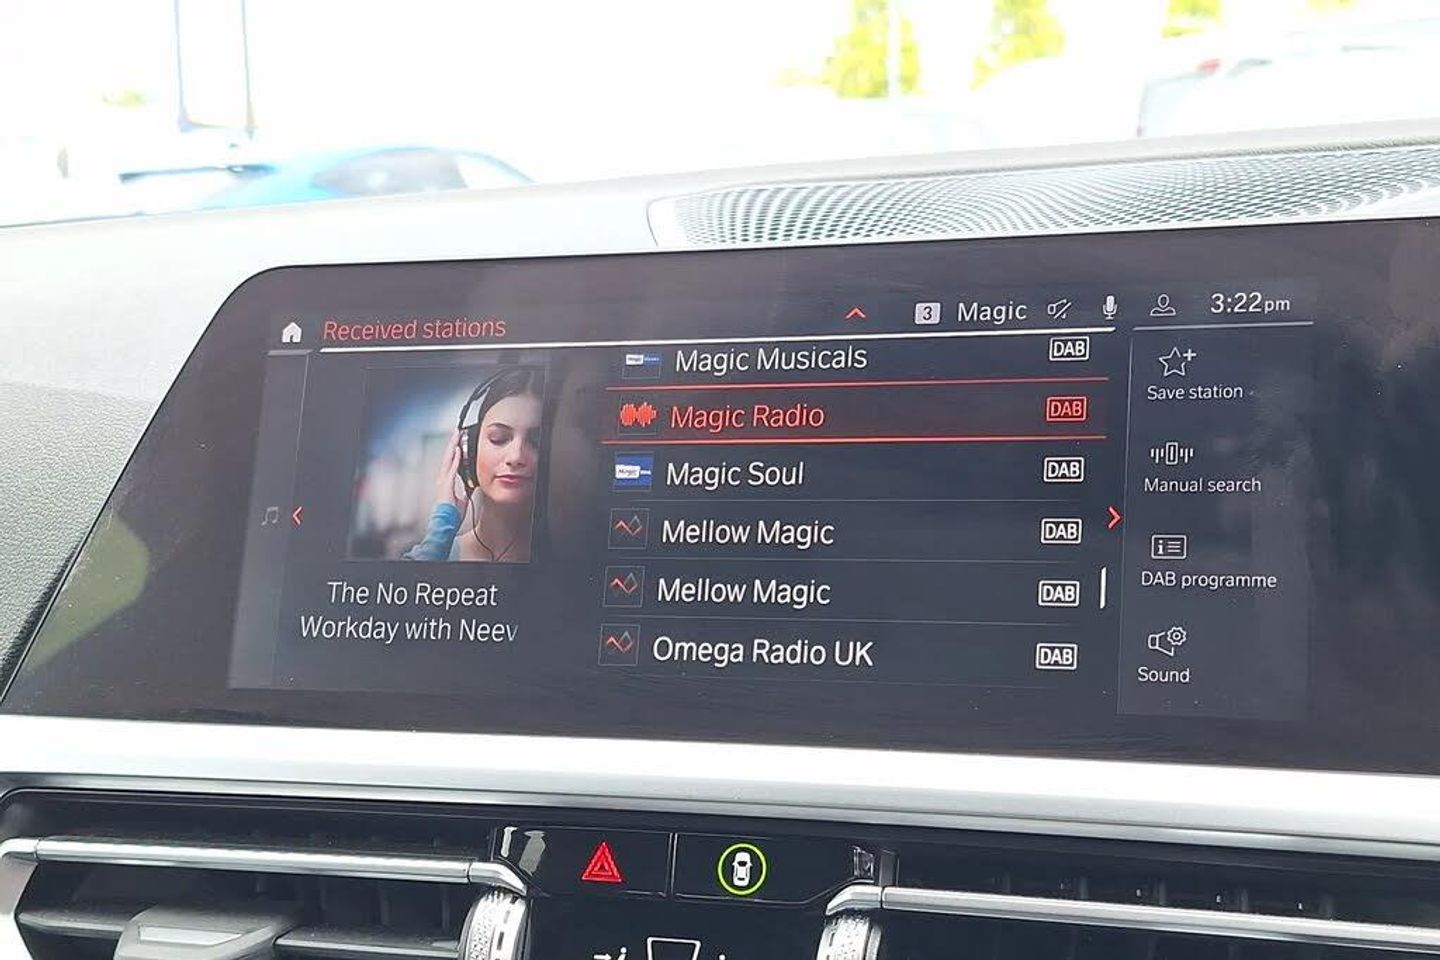 Received stations
3 Magic
3:22pm
Magic Musicals DAB
Magic Radio DAB
Magic Soul DAB
Mellow Magic DAB
Mellow Magic DAB
Omega Radio UK DAB
The No Repeat
Workday with Neev
Save station
Manual search
DAB programme
Sound